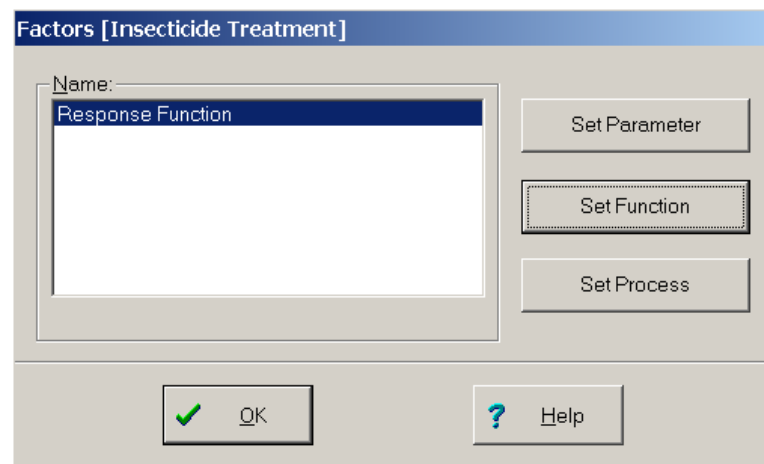 Factors [Insecticide Treatment]
Name:
Response Function
Set Parameter
Set Function
Set Process
OK
? Help